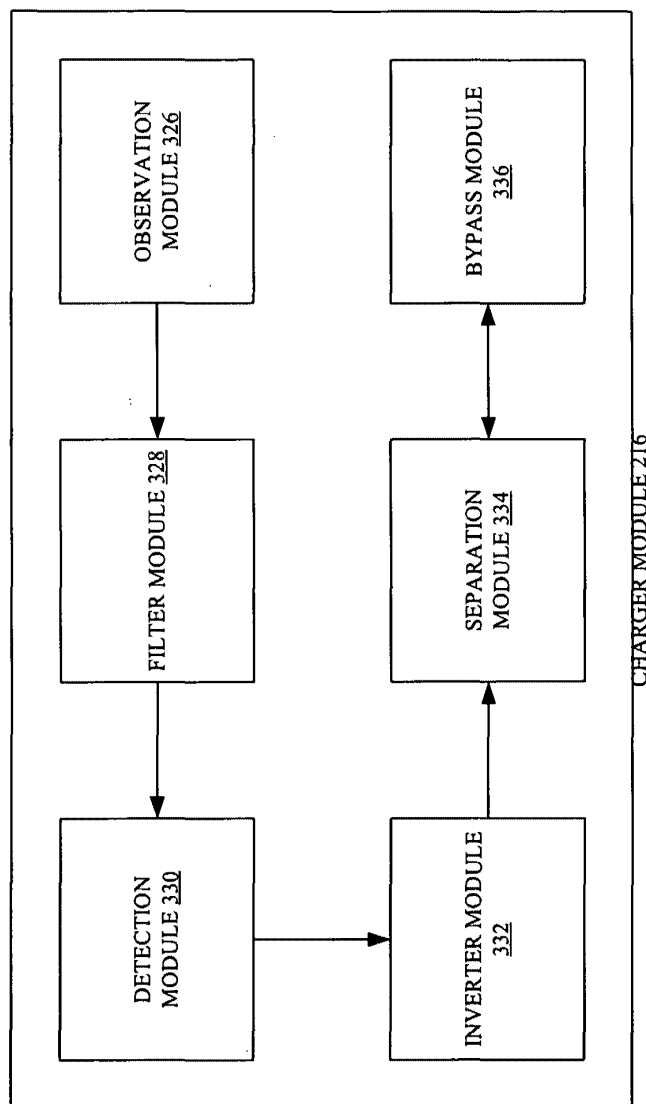 OBSERVATION
MODULE 326
FILTER MODULE 328
DETECTION
MODULE 330
BYPASS MODULE
336
SEPARATION
MODULE 334
INVERTER MODULE
332
CHARGER MODULE 216